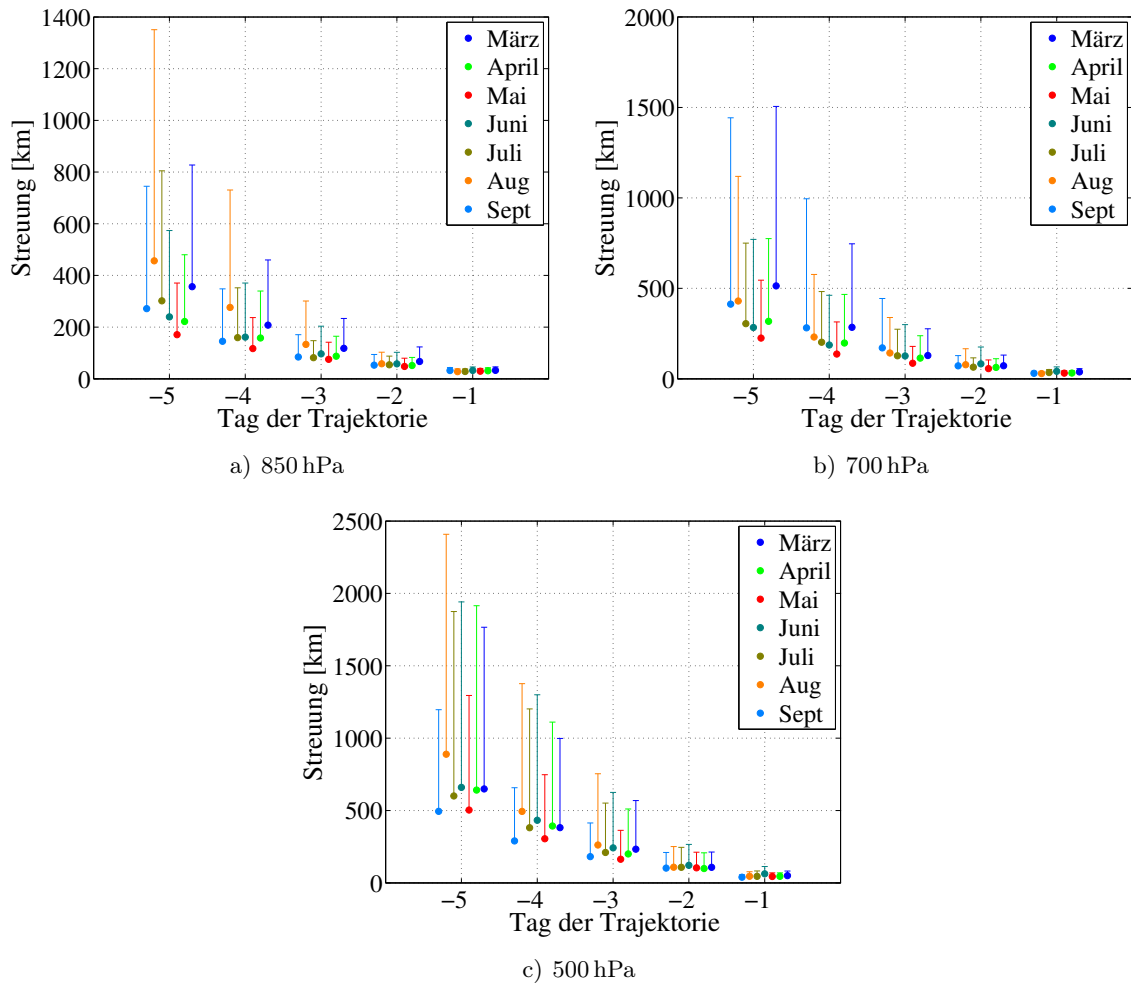 1400
1200
1000
800
600
400
200
0
Streuung [km]
−5 −4 −3 −2 −1
Tag der Trajektorie
März
April
Mai
Juni
Juli
Aug
Sept
a) 850 hPa
2000
1500
1000
500
0
Streuung [km]
−5 −4 −3 −2 −1
Tag der Trajektorie
März
April
Mai
Juni
Juli
Aug
Sept
b) 700 hPa
2500
2000
1500
1000
500
0
Streuung [km]
−5 −4 −3 −2 −1
Tag der Trajektorie
März
April
Mai
Juni
Juli
Aug
Sept
c) 500 hPa